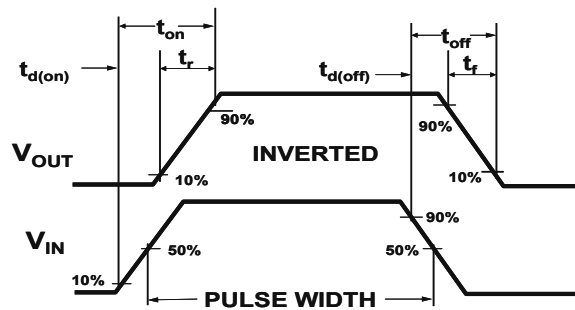 t_on t_off
t_d(on) t_r t_d(off) t_f
90% 90%
V_OUT INVERTED
10% 10%
90%
V_IN 50% 50%
10%
PULSE WIDTH